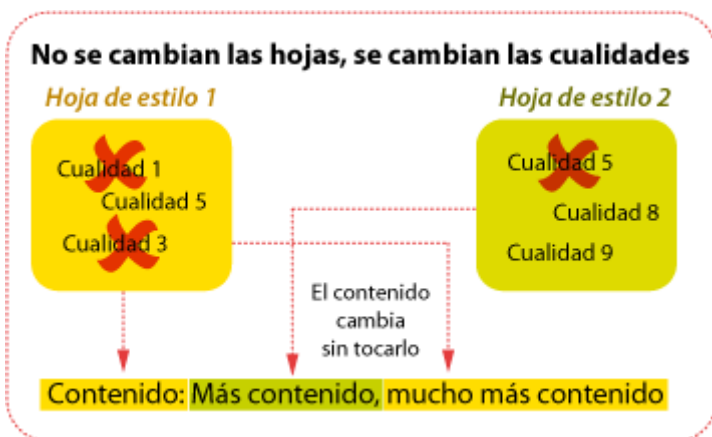 No se cambian las hojas, se cambian las cualidades
Hoja de estilo 1
Hoja de estilo 2
Cualidad 1
Cualidad 5
Cualidad 3
Cualidad 5
Cualidad 8
Cualidad 9
El contenido
cambia
sin tocarlo
Contenido: Más contenido, mucho más contenido